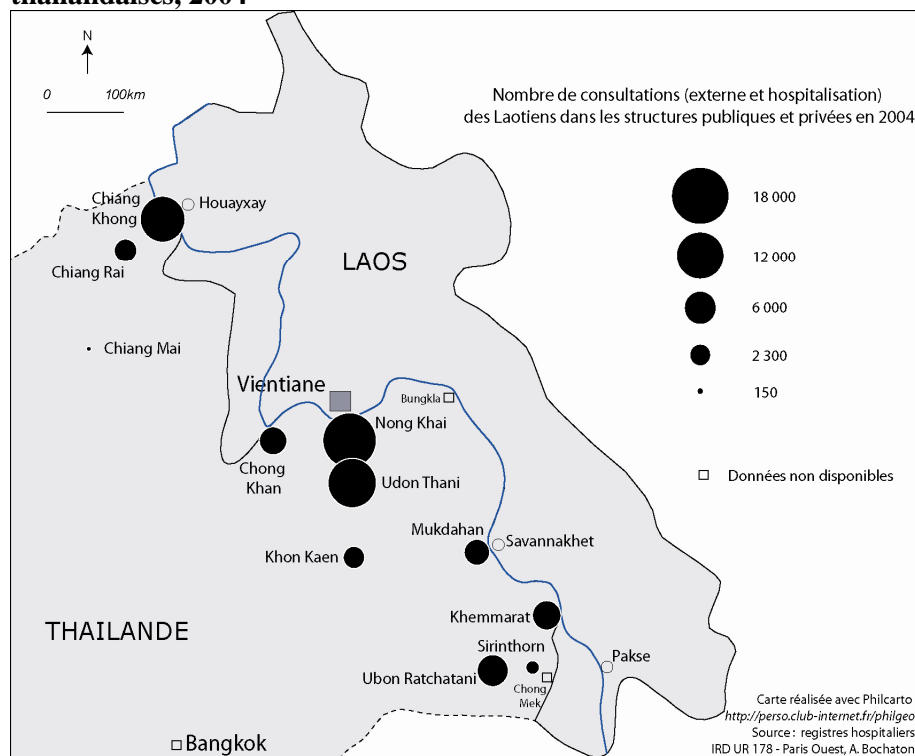 thaïlandaises, 2004
N
0 100km
Nombre de consultations (externe et hospitalisation)
des Laotiens dans les structures publiques et privées en 2004
18 000
12 000
6 000
2 300
150
Données non disponibles
Chiang
Khong
Houayxay
Chiang Rai
LAOS
Chiang Mai
Vientiane
Bungkla
Nong Khai
Chong
Khan
Udon Thani
Mukdahan
Savannakhet
Khon Kaen
Khemmarat
THAILANDE
Sirinthorn
Pakse
Ubon Ratchatani
Chong
Mek
Bangkok
Carte réalisée avec Philcarto
http://perso.club-internet.fr/philgeo
Source : registres hospitaliers
IRD UR 178 - Paris Ouest, A. Bochaton